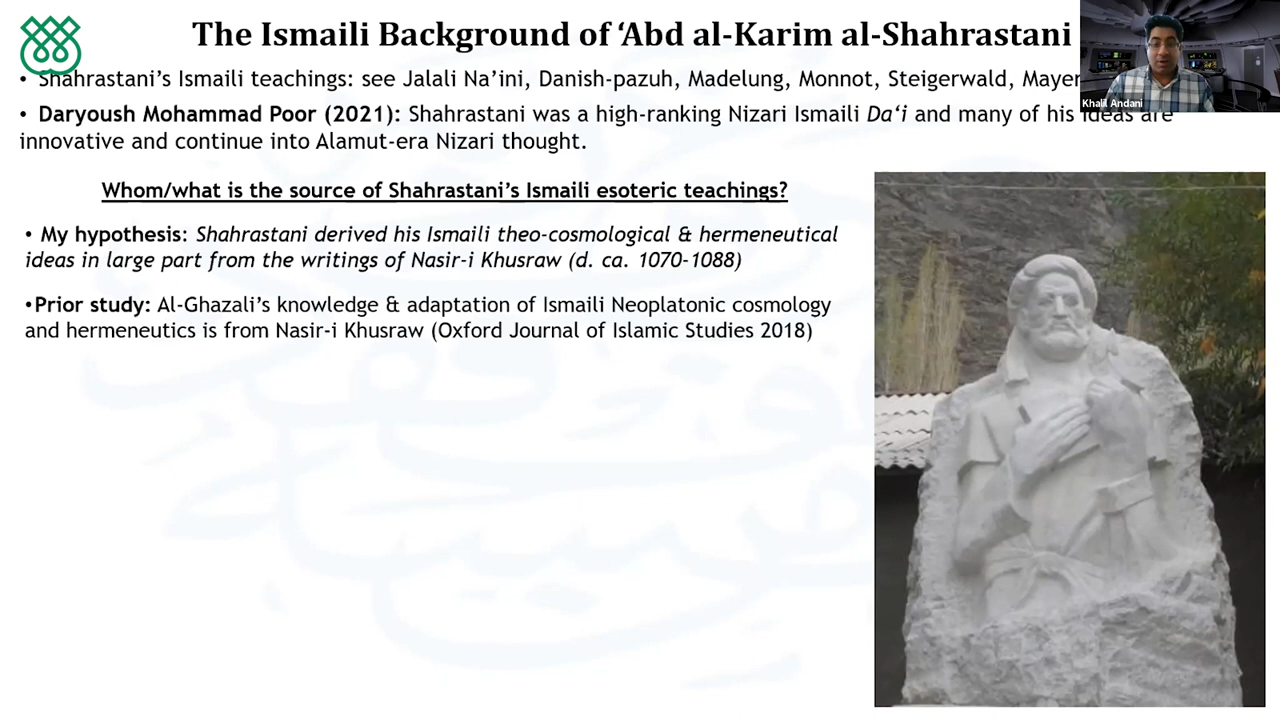 The Ismaili Background of ‘Abd al-Karim al-Shahrastani
• Shahrastani’s Ismaili teachings: see Jalali Na’ini, Danish-pazuh, Madelung, Monnot, Steigerwald, Mayer
• Daryoush Mohammad Poor (2021): Shahrastani was a high-ranking Nizari Ismaili Da‘i and many of his ideas are
innovative and continue into Alamut-era Nizari thought.
Whom/what is the source of Shahrastani’s Ismaili esoteric teachings?
• My hypothesis: Shahrastani derived his Ismaili theo-cosmological & hermeneutical
ideas in large part from the writings of Nasir-i Khusraw (d. ca. 1070-1088)
•Prior study: Al-Ghazali’s knowledge & adaptation of Ismaili Neoplatonic cosmology
and hermeneutics is from Nasir-i Khusraw (Oxford Journal of Islamic Studies 2018)
Khalil Andani